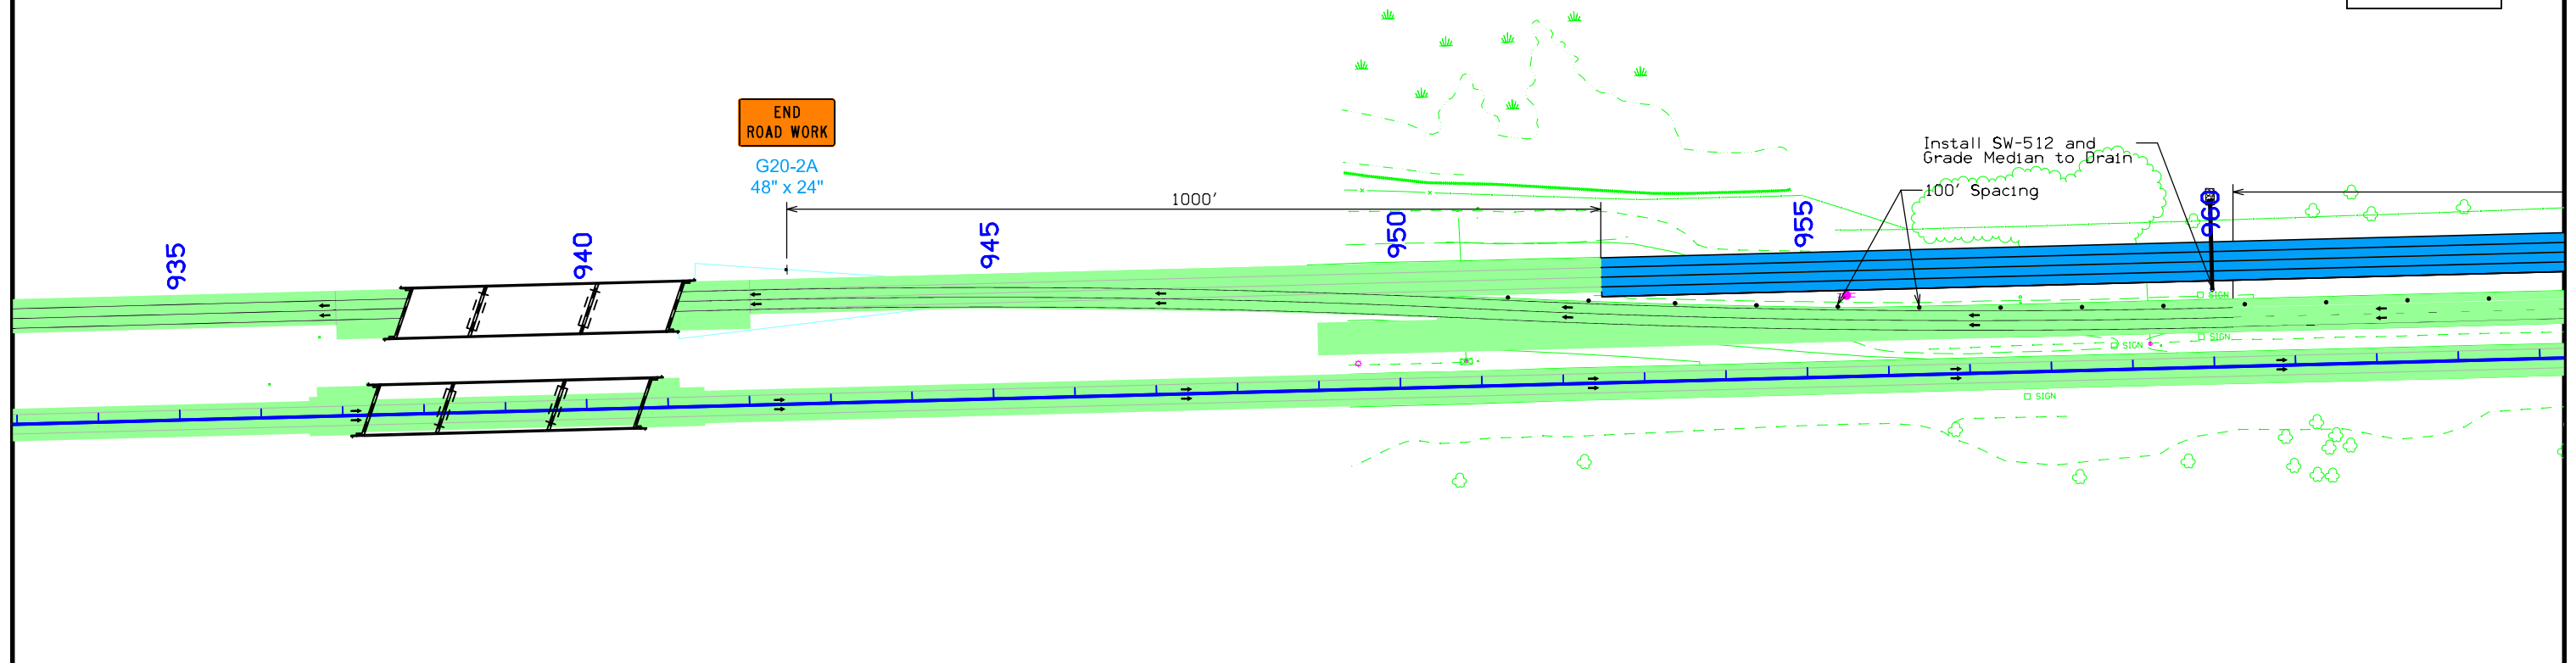 END
ROAD WORK
G20-2A
48" x 24"
1000'
Install SW-512 and
Grade Median to Drain
100' Spacing
935
940
945
950
955
960
SIGN
SIGN
SIGN
SIGN